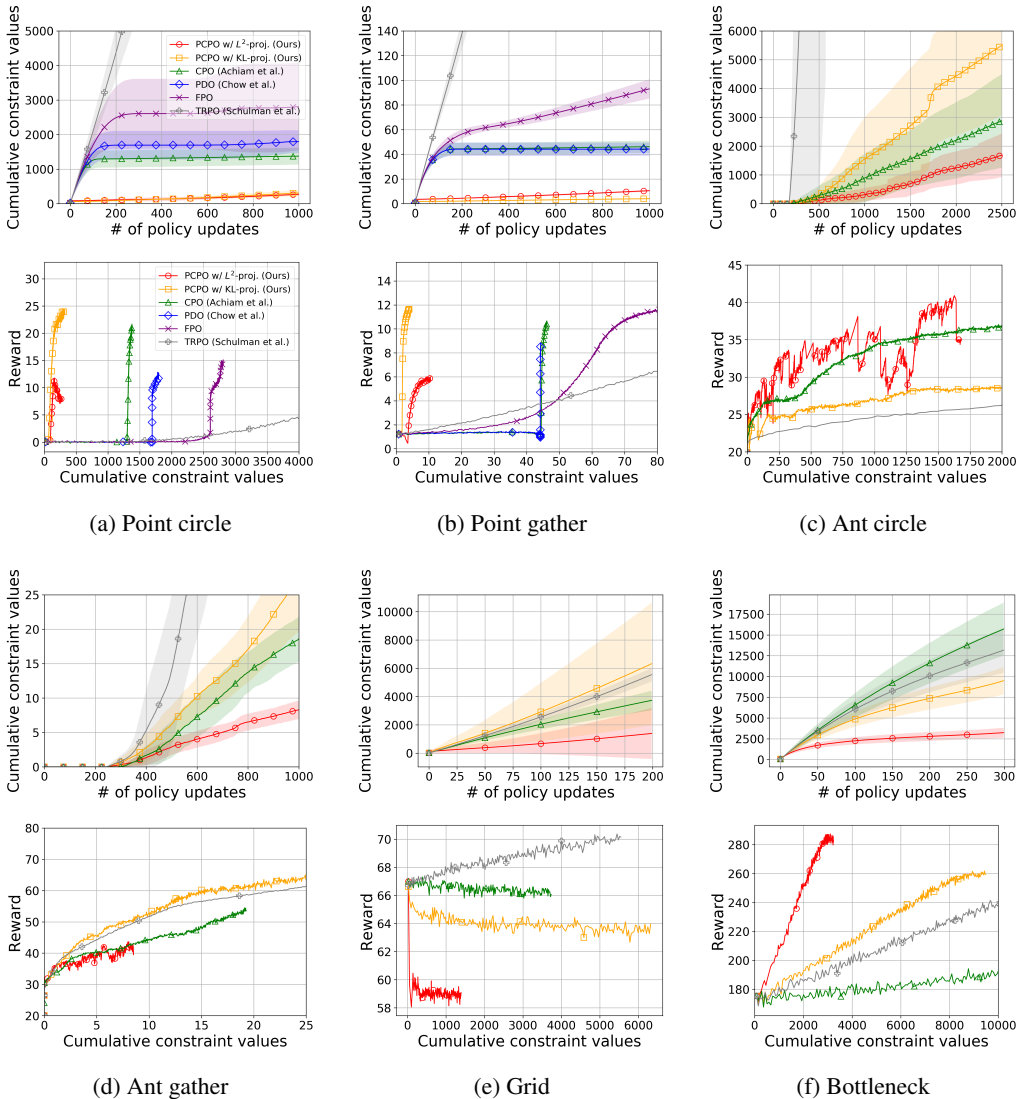 5000
4000
3000
2000
1000
0
Cumulative constraint values
0 200 400 600 800 1000
# of policy updates
PCPO w/ L²-proj. (Ours)
PCPO w/ KL-proj. (Ours)
CPO (Achiam et al.)
PDO (Chow et al.)
FPO
TRPO (Schulman et al.)
140
120
100
80
60
40
20
0
Cumulative constraint values
0 200 400 600 800 1000
# of policy updates
6000
5000
4000
3000
2000
1000
0
Cumulative constraint values
0 500 1000 1500 2000 2500
# of policy updates
30
25
20
15
10
5
0
Reward
0 500 1000 1500 2000 2500 3000 3500 4000
Cumulative constraint values
PCPO w/ L²-proj. (Ours)
PCPO w/ KL-proj. (Ours)
CPO (Achiam et al.)
PDO (Chow et al.)
FPO
TRPO (Schulman et al.)
14
12
10
8
6
4
2
0
Reward
0 10 20 30 40 50 60 70 80
Cumulative constraint values
45
40
35
30
25
20
Reward
0 250 500 750 1000 1250 1500 1750 2000
Cumulative constraint values
(a) Point circle
(b) Point gather
(c) Ant circle
25
20
15
10
5
0
Cumulative constraint values
0 200 400 600 800 1000
# of policy updates
10000
8000
6000
4000
2000
0
Cumulative constraint values
0 25 50 75 100 125 150 175 200
# of policy updates
17500
15000
12500
10000
7500
5000
2500
0
Cumulative constraint values
0 50 100 150 200 250 300
# of policy updates
80
70
60
50
40
30
20
Reward
0 5 10 15 20 25
Cumulative constraint values
70
68
66
64
62
60
58
Reward
0 1000 2000 3000 4000 5000 6000
Cumulative constraint values
280
260
240
220
200
180
160
Reward
0 2000 4000 6000 8000 10000
Cumulative constraint values
(d) Ant gather
(e) Grid
(f) Bottleneck